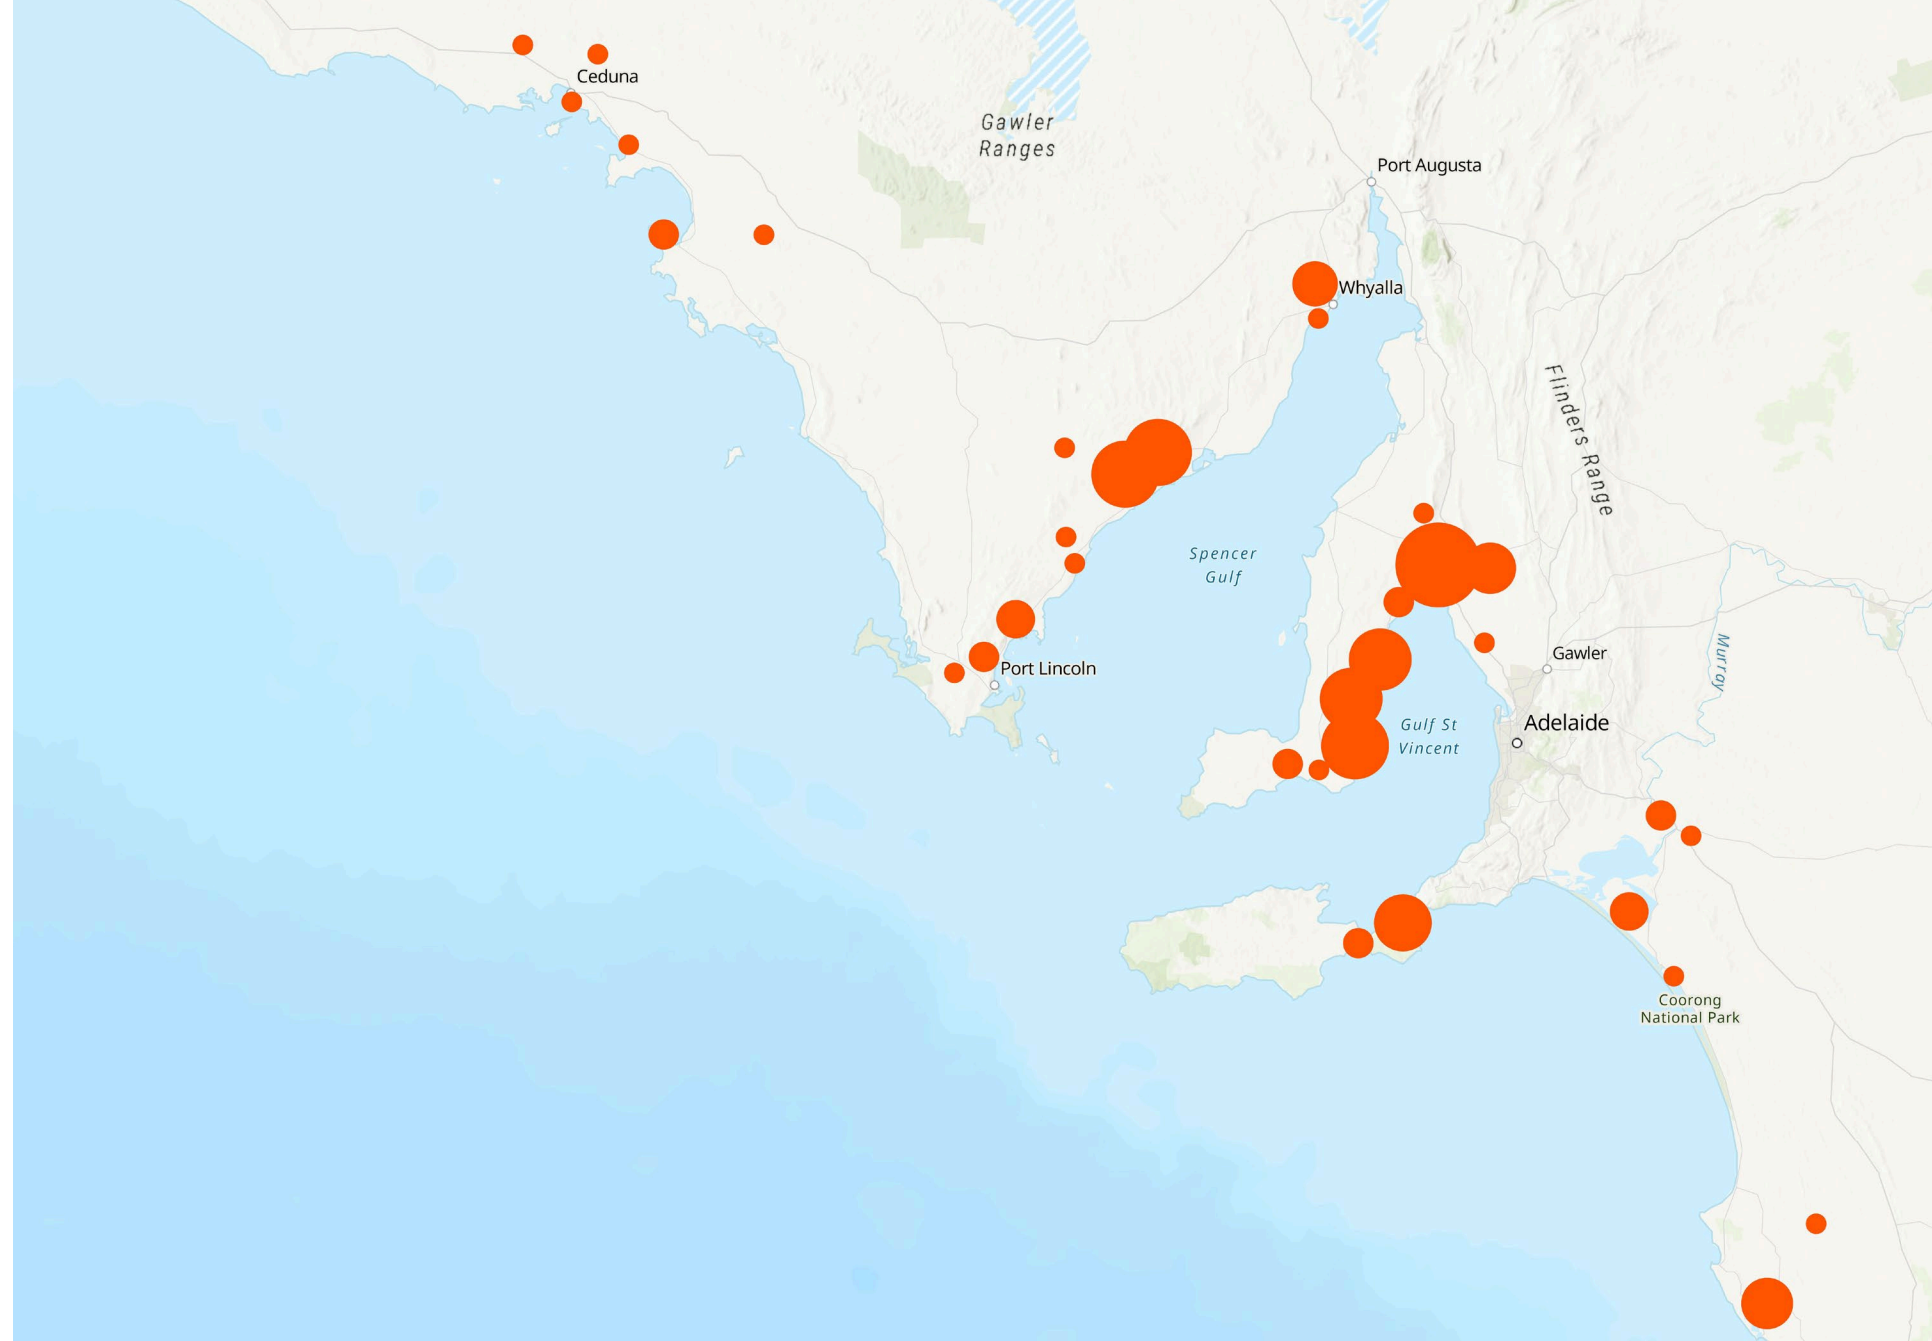 Ceduna
Gawler
Ranges
Port Augusta
Whyalla
Flinders Range
Spencer
Gulf
Port Lincoln
Gawler
Murray
Adelaide
Gulf St
Vincent
Coorong
National Park